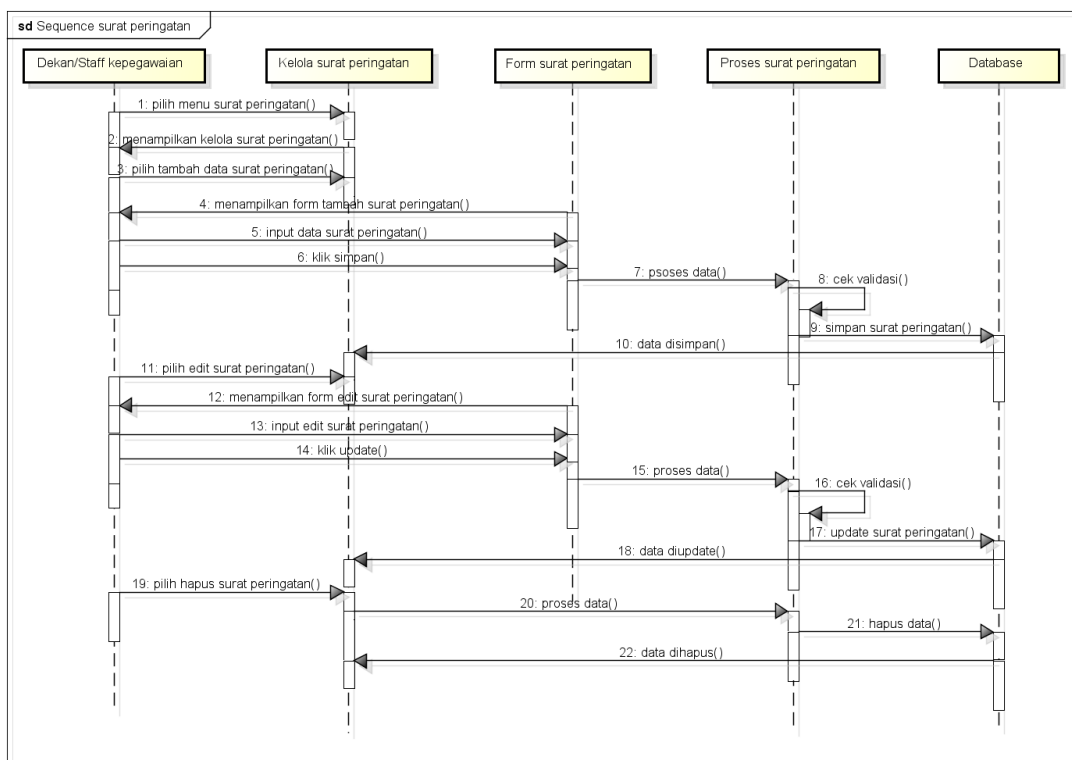 sd Sequence surat peringatan
Dekan/Staff kepegawaian
Kelola surat peringatan
Form surat peringatan
Proses surat peringatan
Database
1: pilih menu surat peringatan()
2: menampilkan kelola surat peringatan()
3: pilih tambah data surat peringatan()
4: menampilkan form tambah surat peringatan()
5: input data surat peringatan()
6: klik simpan()
7: psoses data()
8: cek validasi()
9: simpan surat peringatan()
10: data disimpan()
11: pilih edit surat peringatan()
12: menampilkan form edit surat peringatan()
13: input edit surat peringatan()
14: klik update()
15: proses data()
16: cek validasi()
17: update surat peringatan()
18: data diupdate()
19: pilih hapus surat peringatan()
20: proses data()
21: hapus data()
22: data dihapus()